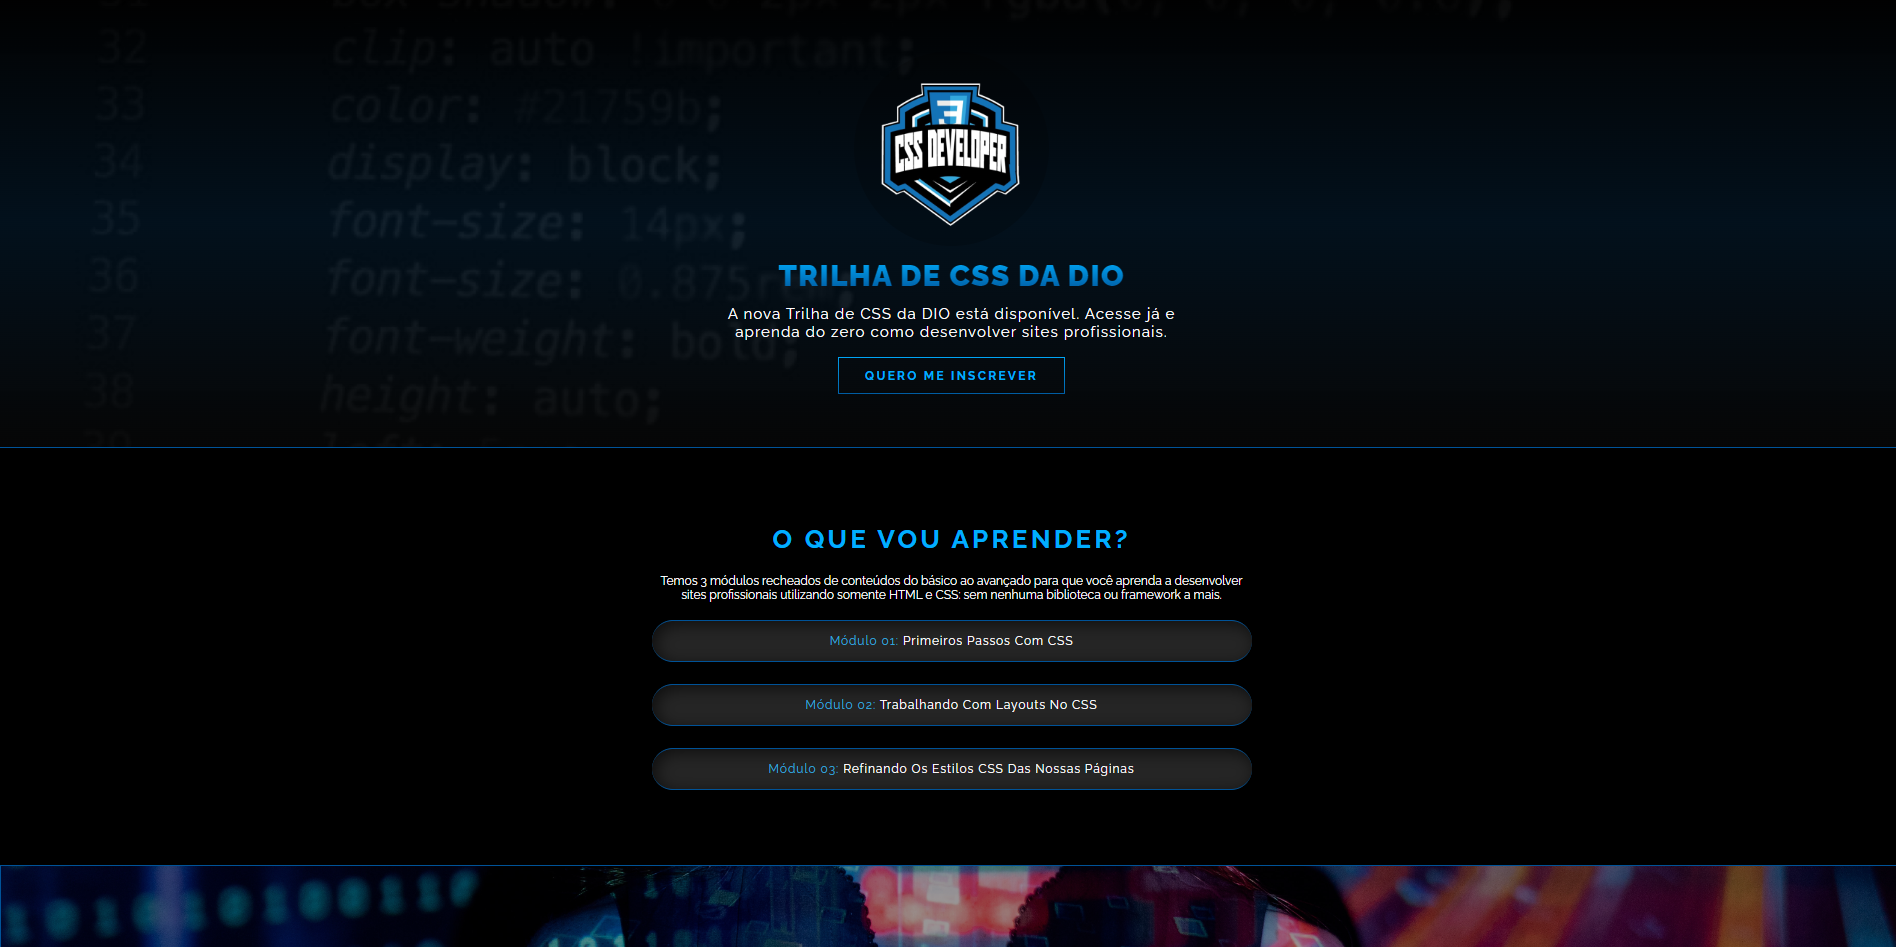 32 clip: auto !important;
33 color: #21759b;
34 display: block;
35 font-size: 14px;
36 font-size: 0.875
37 font-weight: bold;
38 height: auto;
39
3
CSS DEVELOPER
TRILHA DE CSS DA DIO
A nova Trilha de CSS da DIO está disponível. Acesse já e
aprenda do zero como desenvolver sites profissionais.
QUERO ME INSCREVER
O QUE VOU APRENDER?
Temos 3 módulos recheados de conteúdos do básico ao avançado para que você aprenda a desenvolver
sites profissionais utilizando somente HTML e CSS: sem nenhuma biblioteca ou framework a mais.
Módulo 01: Primeiros Passos Com CSS
Módulo 02: Trabalhando Com Layouts No CSS
Módulo 03: Refinando Os Estilos CSS Das Nossas Páginas